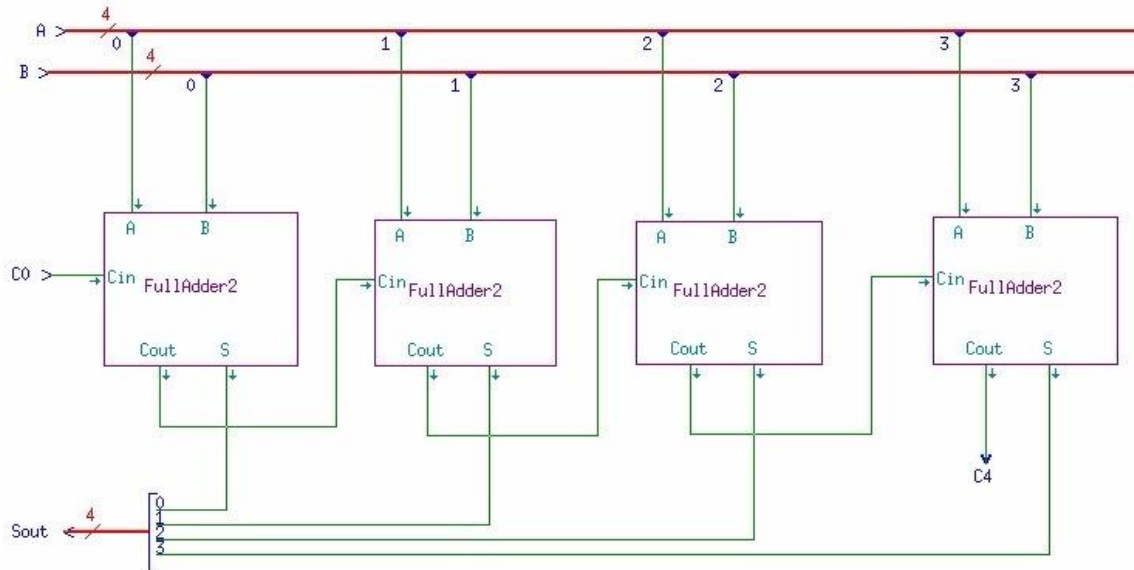 4
A
0 1 2 3
4
B
0 1 2 3
A B A B A B A B
C0 Cin FullAdder2 Cin FullAdder2 Cin FullAdder2 Cin FullAdder2
Cout S Cout S Cout S Cout S
C4
0
4 1
Sout 2
3